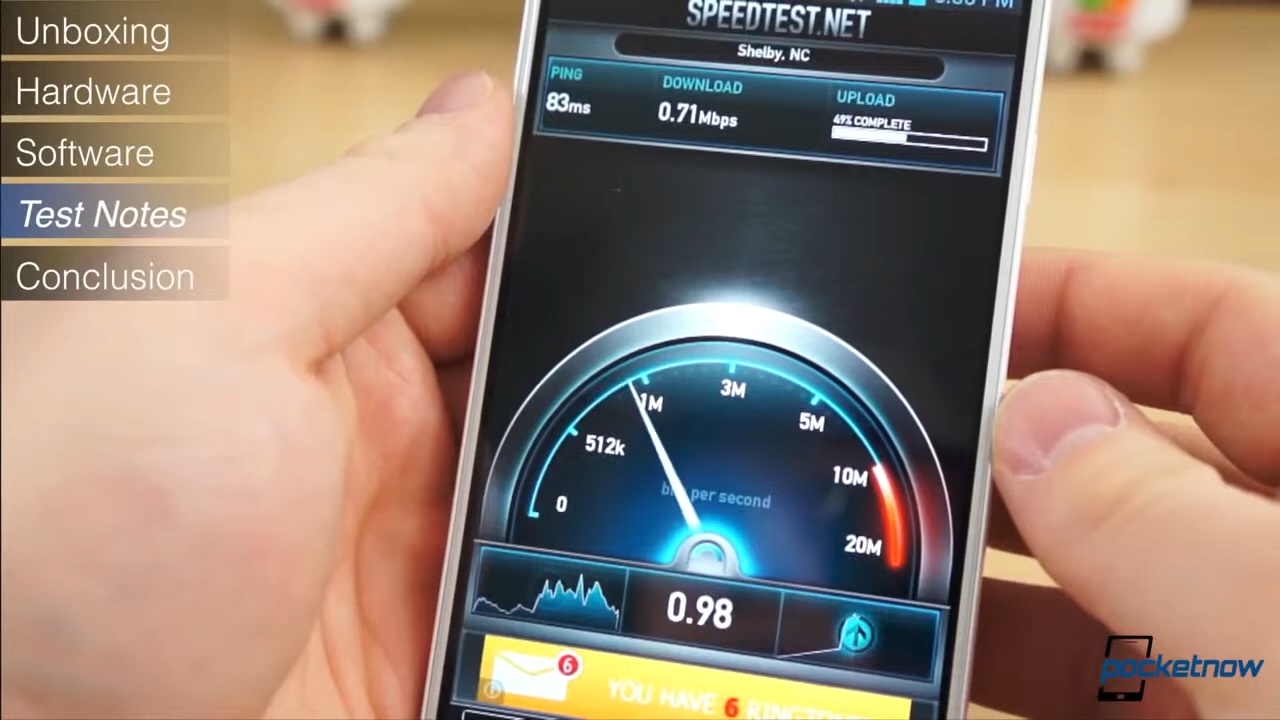 Unboxing
Hardware
Software
Test Notes
Conclusion
SPEEDTEST.NET
Shelby, NC
PING
83ms
DOWNLOAD
0.71Mbps
UPLOAD
49% COMPLETE
0
512k
1M
3M
5M
10M
20M
per second
0.98
6
YOU HAVE 6
pocketnow